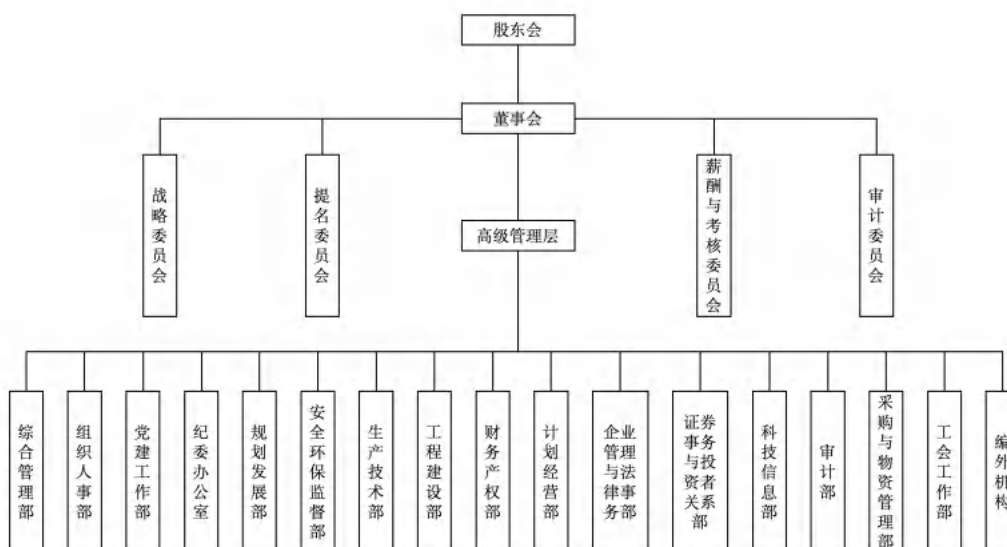 股东会
董事会
战略委员会
提名委员会
薪酬与考核委员会
审计委员会
高级管理层
综合管理部
组织人事部
党建工作部
纪委办公室
规划发展部
安全环保监督部
生产技术部
工程建设部
财务产权部
计划经营部
企业管理与法律事务部
证券事务与投资者关系部
科技信息部
审计部
采购与物资管理部
工会工作部
编外机构